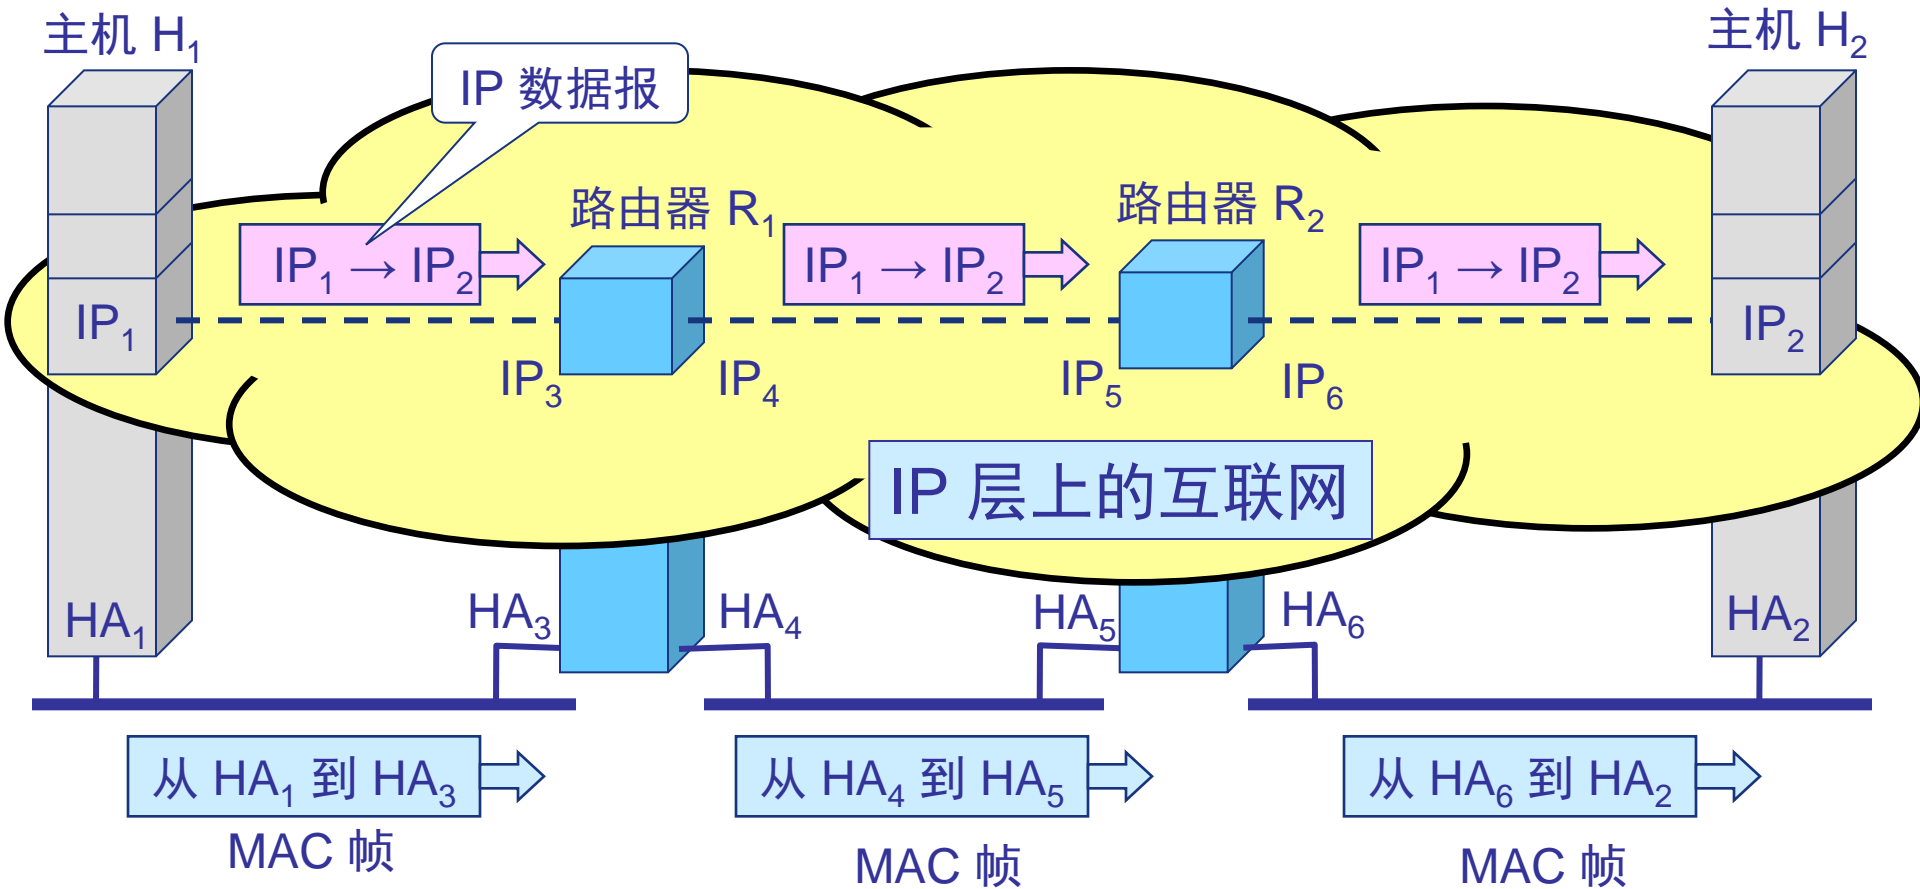 主机 H₁
主机 H₂
IP 数据报
路由器 R₁
路由器 R₂
IP₁ → IP₂
IP₁ → IP₂
IP₁ → IP₂
IP₁
IP₂
IP₃
IP₄
IP₅
IP₆
IP 层上的互联网
HA₁
HA₃
HA₄
HA₅
HA₆
HA₂
从 HA₁ 到 HA₃
从 HA₄ 到 HA₅
从 HA₆ 到 HA₂
MAC 帧
MAC 帧
MAC 帧